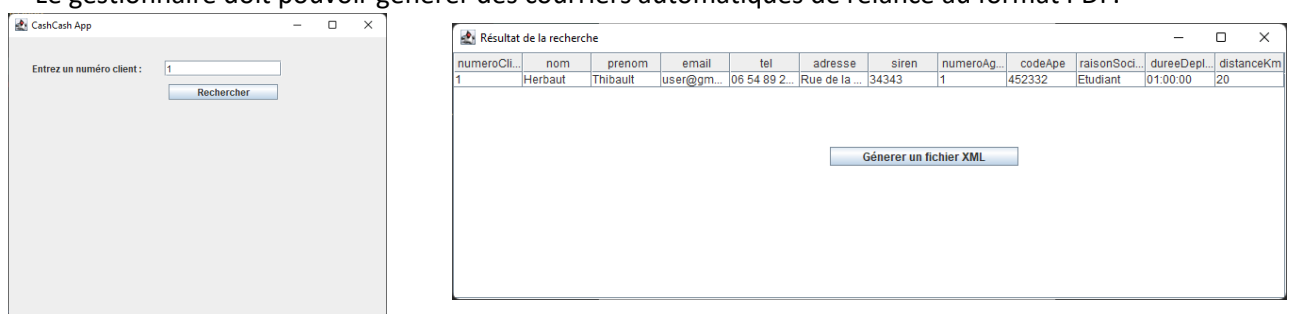 Le gestionnaire doit pouvoir générer des courriers automatiques de relance au format PDF.
CashCash App
Entrez un numéro client :
1
Rechercher
Résultat de la recherche
numeroCli... nom prenom email tel adresse siren numeroAg... codeApe raisonSoci... dureeDepl... distanceKm
1 Herbaut Thibault user@gm... 06 54 89 2... Rue de la ... 34343 1 452332 Etudiant 01:00:00 20
Génerer un fichier XML